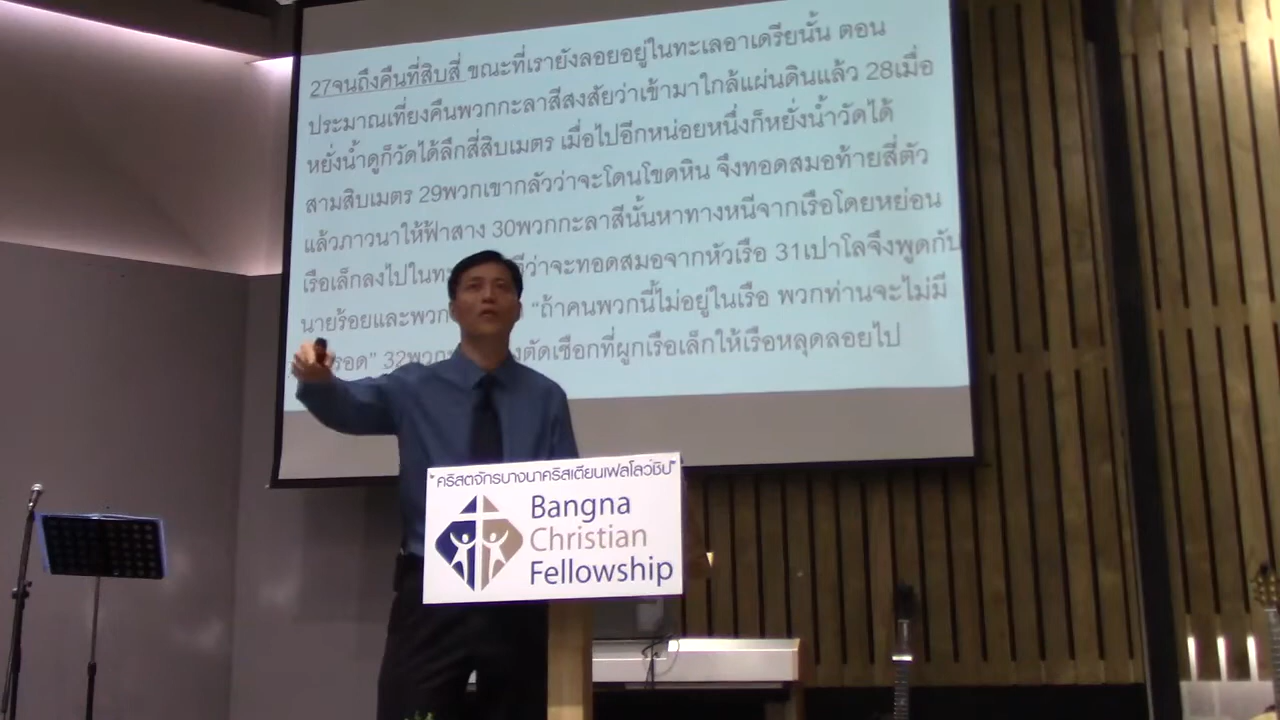 27จนถึงคืนที่สิบสี่ ขณะที่เรายังลอยอยู่ในทะเลอาเดรียนั้น ตอน
ประมาณเที่ยงคืนพวกกะลาสีสงสัยว่าเข้ามาใกล้แผ่นดินแล้ว 28เมื่อ
หยั่งน้ำดูก็วัดได้ลึกสี่สิบเมตร เมื่อไปอีกหน่อยหนึ่งก็หยั่งน้ำวัดได้
สามสิบเมตร 29พวกเขากลัวว่าจะโดนโขดหิน จึงทอดสมอท้ายสี่ตัว
แล้วภาวนาให้ฟ้าสาง 30พวกกะลาสีนั้นหาทางหนีจากเรือโดยหย่อน
เรือเล็กลงไปในทะ ว่าจะทอดสมอจากหัวเรือ 31เปาโลจึงพูดกับ
นายร้อยและพวก “ถ้าคนพวกนี้ไม่อยู่ในเรือ พวกท่านจะไม่มี
รอด” 32พวก ตัดเชือกที่ผูกเรือเล็กให้เรือหลุดลอยไป
"คริสตจักรบางนาคริสเตียนเฟลโลว์ชิป"
Bangna
Christian
Fellowship